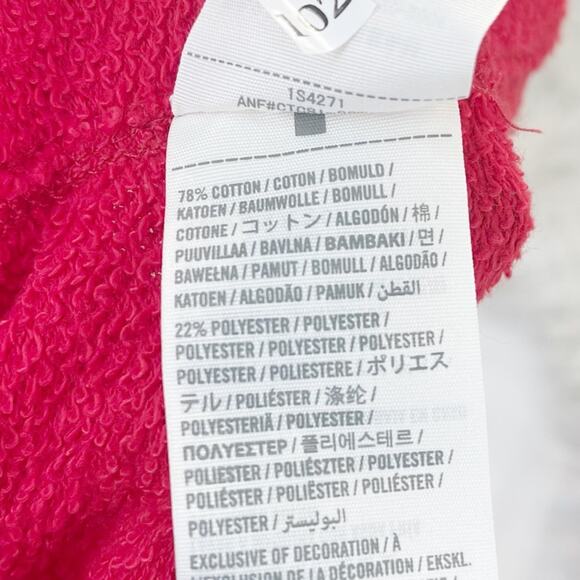 1S4271
78% COTTON / COTON / BOMULD /
KATOEN / BAUMWOLLE / BOMULL /
COTONE / コットン / ALGODÓN / 棉 /
PUUVILLAA / BAVLNA / BAMBAKI / 면 /
BAWEŁNA / PAMUT / BOMULL / ALGODÃO /
KATOEN / ALGODÃO / PAMUK / القطن /
22% POLYESTER / POLYESTER /
POLYESTER / POLYESTER / POLYESTER /
POLYESTER / POLIESTERE / ポリエス
テル / POLIÉSTER / 涤纶 /
POLYESTERIÄ / POLYESTER /
ΠΟΛΥΕΣΤΕΡ / 폴리에스테르 /
POLIESTER / POLIÉSZTER / POLYESTER /
POLIÉSTER / POLIËSTER / POLIÉSTER /
POLYESTER / البوليستر /
EXCLUSIVE OF DECORATION / À
L'EXCLUSION DE LA DÉCORATION / EKSKL.